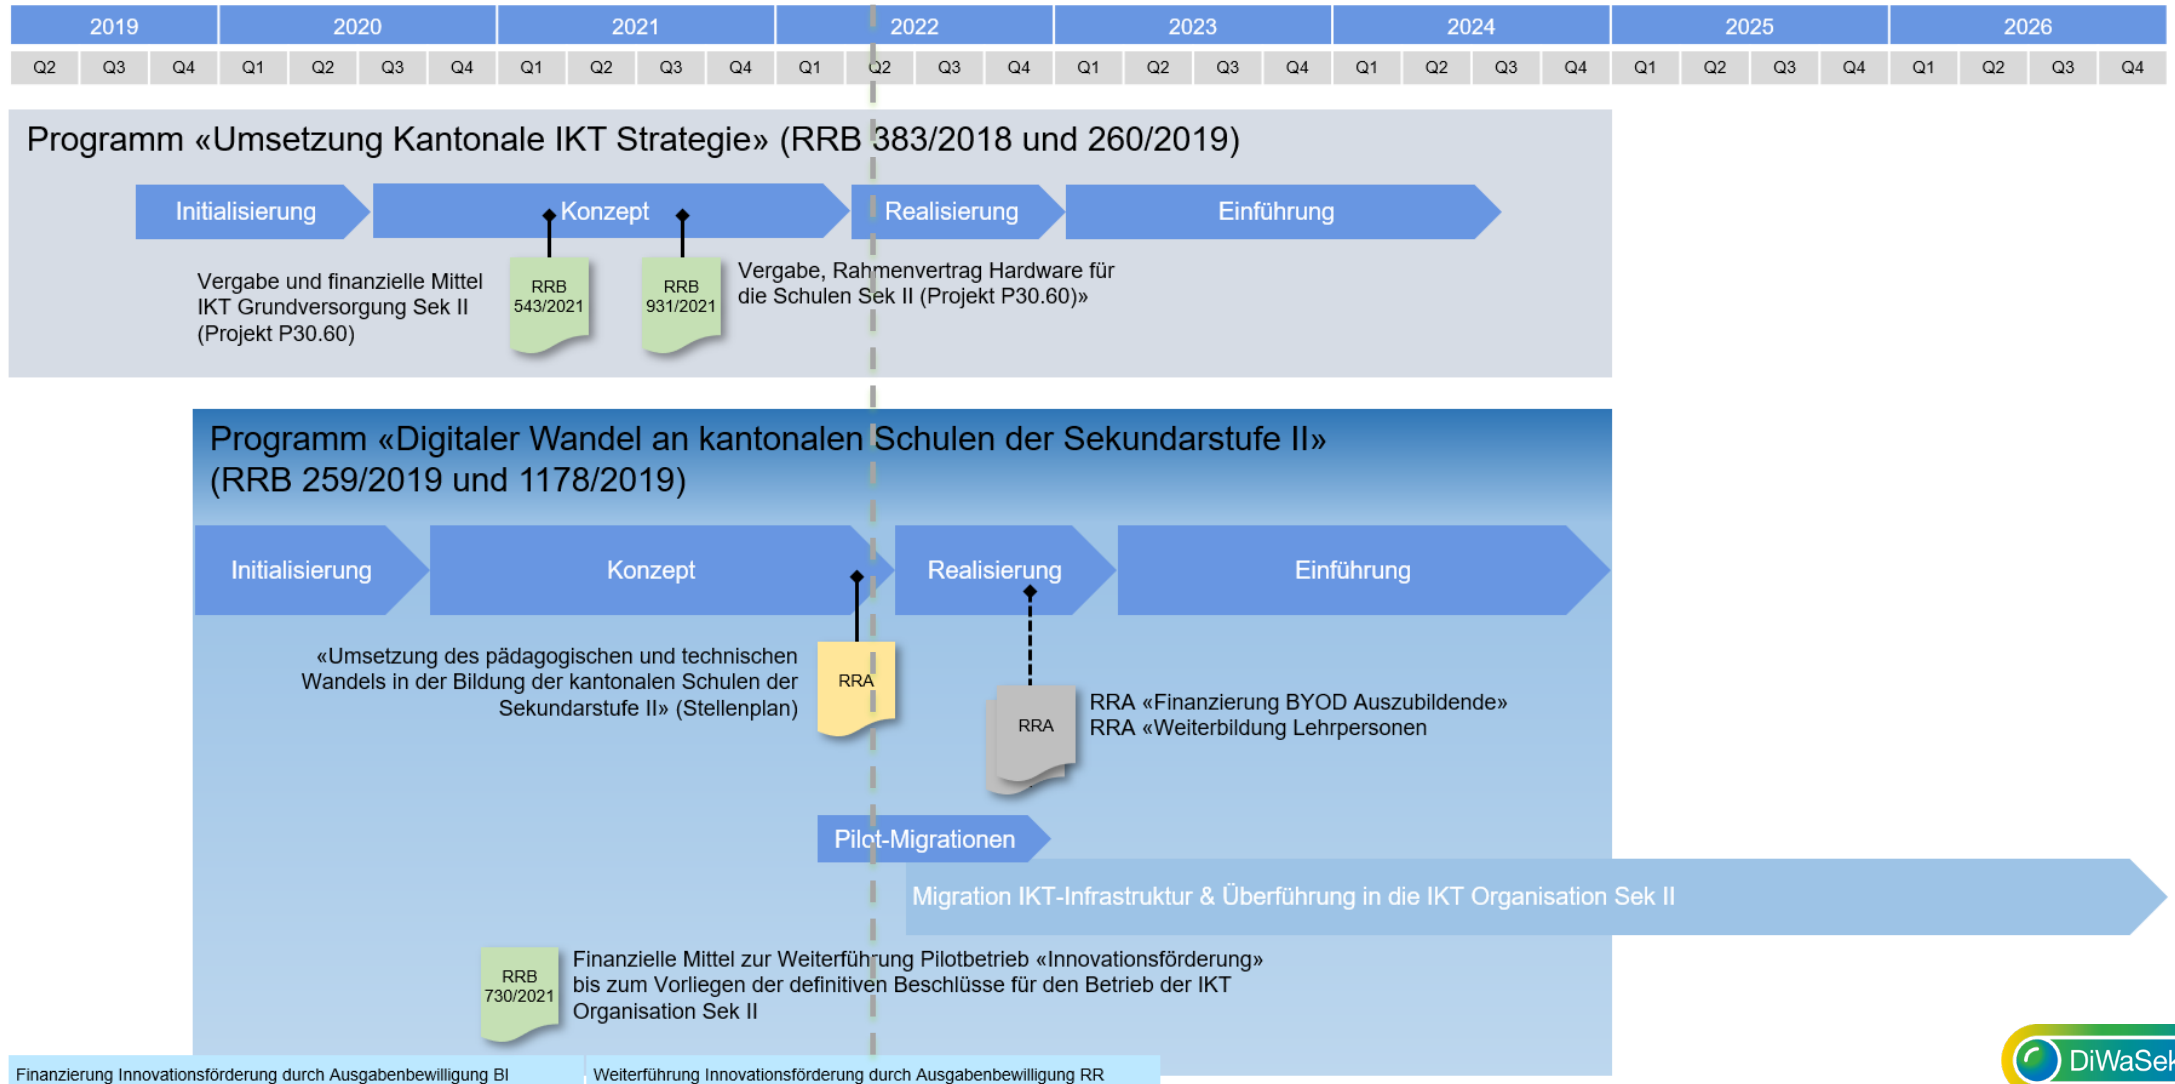 2019 2020 2021 2022 2023 2024 2025 2026
Q2 Q3 Q4 Q1 Q2 Q3 Q4 Q1 Q2 Q3 Q4 Q1 Q2 Q3 Q4 Q1 Q2 Q3 Q4 Q1 Q2 Q3 Q4 Q1 Q2 Q3 Q4 Q1 Q2 Q3 Q4
Programm «Umsetzung Kantonale IKT Strategie» (RRB 383/2018 und 260/2019)
Initialisierung
Konzept
Realisierung
Einführung
Vergabe und finanzielle Mittel
IKT Grundversorgung Sek II
(Projekt P30.60)
RRB
543/2021
RRB
931/2021
Vergabe, Rahmenvertrag Hardware für
die Schulen Sek II (Projekt P30.60)»
Programm «Digitaler Wandel an kantonalen Schulen der Sekundarstufe II»
(RRB 259/2019 und 1178/2019)
Initialisierung
Konzept
Realisierung
Einführung
«Umsetzung des pädagogischen und technischen
Wandels in der Bildung der kantonalen Schulen der
Sekundarstufe II» (Stellenplan)
RRA
RRA
RRA «Finanzierung BYOD Auszubildende»
RRA «Weiterbildung Lehrpersonen
Pilot-Migrationen
Migration IKT-Infrastruktur & Überführung in die IKT Organisation Sek II
RRB
730/2021
Finanzielle Mittel zur Weiterführung Pilotbetrieb «Innovationsförderung»
bis zum Vorliegen der definitiven Beschlüsse für den Betrieb der IKT
Organisation Sek II
Finanzierung Innovationsförderung durch Ausgabenbewilligung BI
Weiterführung Innovationsförderung durch Ausgabenbewilligung RR
DiWaSek